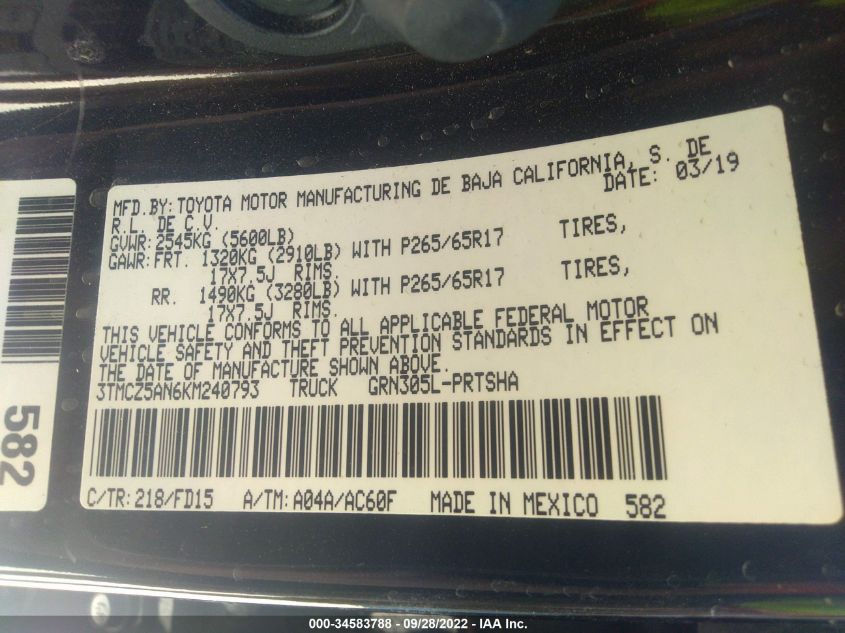 MFD. BY: TOYOTA MOTOR MANUFACTURING DE BAJA CALIFORNIA, S. DE
R.L. DE C.V. DATE: 03/19
GVWR: 2545KG (5600LB)
GAWR: FRT. 1320KG (2910LB) WITH P265/65R17 TIRES,
17X7.5J RIMS.
RR. 1490KG (3280LB) WITH P265/65R17 TIRES,
17X7.5J RIMS.
THIS VEHICLE CONFORMS TO ALL APPLICABLE FEDERAL MOTOR
VEHICLE SAFETY AND THEFT PREVENTION STANDARDS IN EFFECT ON
THE DATE OF MANUFACTURE SHOWN ABOVE.
3TMCZ5AN6KM240793 TRUCK GRN305L-PRTSHA
C/TR: 218/FD15 A/TM: A04A/AC60F MADE IN MEXICO 582
582
000-34583788 - 09/28/2022 - IAA Inc.